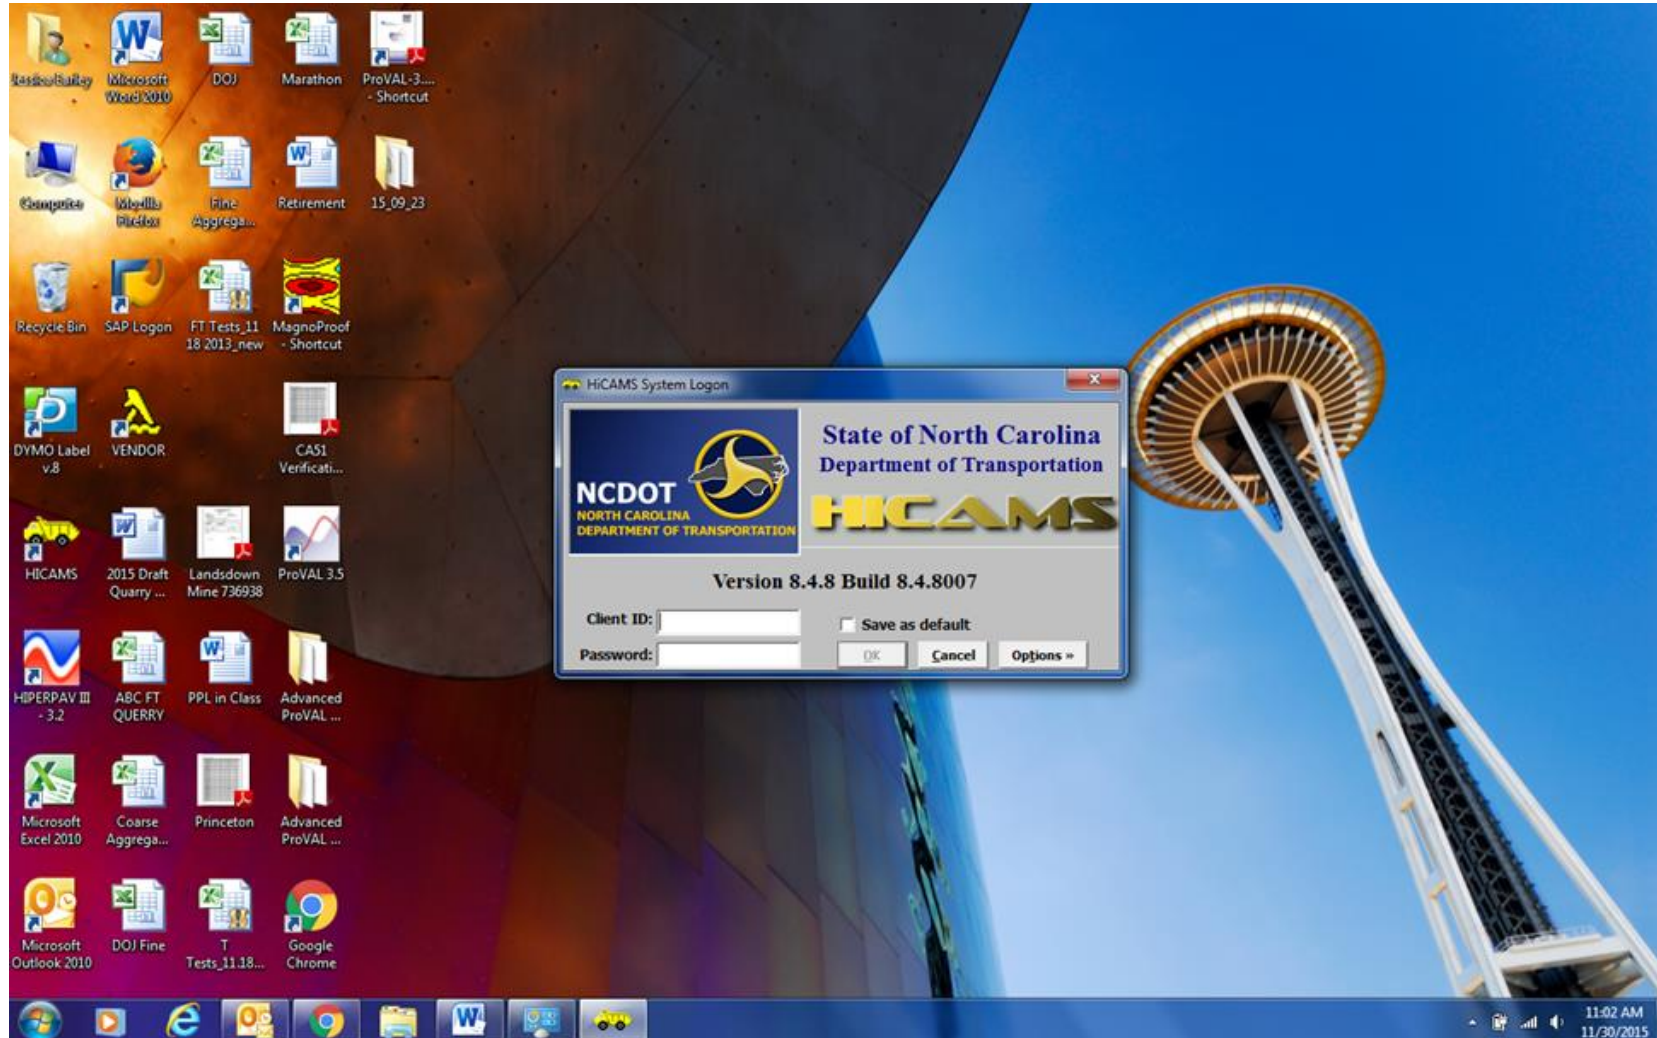 Jessica Bailey
Microsoft
Word 2010
DOJ
Marathon
ProVAL-3....
- Shortcut
Computer
Mozilla
Firefox
Fine
Aggrega...
Retirement
15_09_23
Recycle Bin
SAP Logon
FT Tests_11
18 2013_new
MagnoProof
- Shortcut
DYMO Label
v.8
VENDOR
CA51
Verificati...
HICAMS
2015 Draft
Quarry ...
Landsdown
Mine 736938
ProVAL 3.5
HIPERPAV III
- 3.2
ABC FT
QUERRY
PPL in Class
Advanced
ProVAL ...
Microsoft
Excel 2010
Coarse
Aggrega...
Princeton
Advanced
ProVAL ...
Microsoft
Outlook 2010
DOJ Fine
T
Tests_11.18...
Google
Chrome
HiCAMS System Logon
NCDOT
NORTH CAROLINA
DEPARTMENT OF TRANSPORTATION
State of North Carolina
Department of Transportation
HICAMS
Version 8.4.8 Build 8.4.8007
Client ID:
Save as default
Password:
OK
Cancel
Options »
11:02 AM
11/30/2015